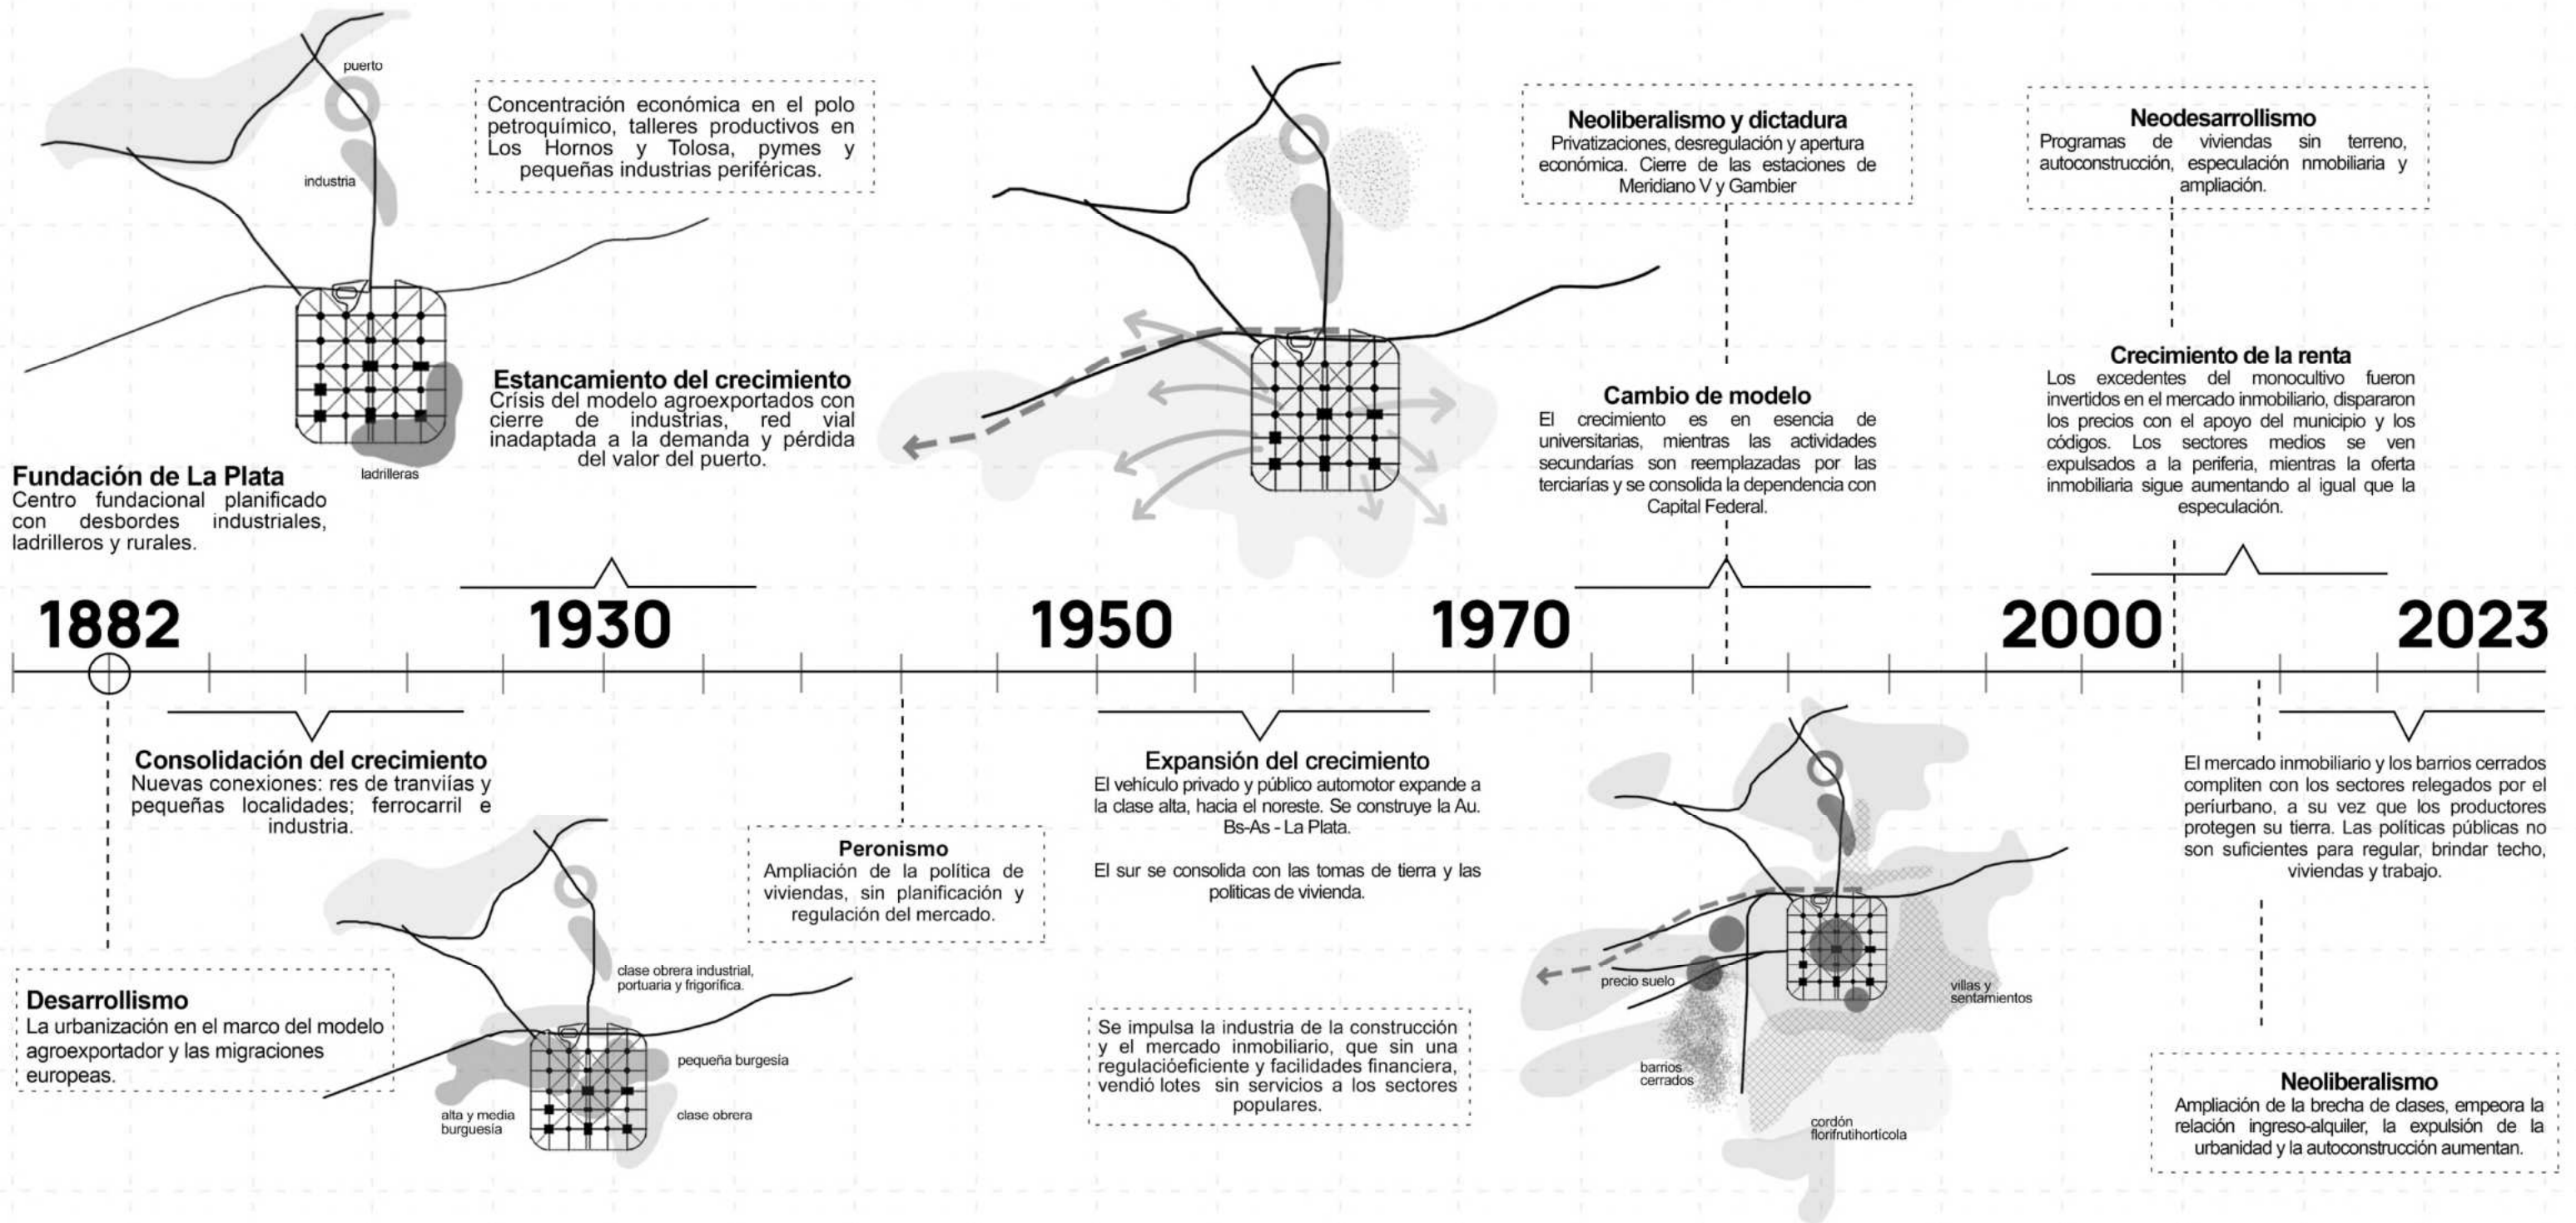 puerto
industria
ladrilleras
Fundación de La Plata
Centro fundacional planificado
con desbordes industriales,
ladrilleros y rurales.
Concentración económica en el polo
petroquímico, talleres productivos en
Los Hornos y Tolosa, pymes y
pequeñas industrias periféricas.
Estancamiento del crecimiento
Crísis del modelo agroexportados con
cierre de industrias, red vial
inadaptada a la demanda y pérdida
del valor del puerto.
Neoliberalismo y dictadura
Privatizaciones, desregulación y apertura
económica. Cierre de las estaciones de
Meridiano V y Gambier
Cambio de modelo
El crecimiento es en esencia de
universitarias, mientras las actividades
secundarías son reemplazadas por las
terciarías y se consolida la dependencia con
Capital Federal.
Neodesarrollismo
Programas de viviendas sin terreno,
autoconstrucción, especulación nmobiliaria y
ampliación.
Crecimiento de la renta
Los excedentes del monocultivo fueron
invertidos en el mercado inmobiliario, dispararon
los precios con el apoyo del municipio y los
códigos. Los sectores medios se ven
expulsados a la periferia, mientras la oferta
inmobiliaria sigue aumentando al igual que la
especulación.
1882
1930
1950
1970
2000
2023
Consolidación del crecimiento
Nuevas conexiones: res de tranviías y
pequeñas localidades; ferrocarril e
industria.
Desarrollismo
La urbanización en el marco del modelo
agroexportador y las migraciones
europeas.
clase obrera industrial,
portuaria y frigorífica.
pequeña burgesía
alta y media
burguesía
clase obrera
Peronismo
Ampliación de la política de
viviendas, sin planificación y
regulación del mercado.
Expansión del crecimiento
El vehículo privado y público automotor expande a
la clase alta, hacia el noreste. Se construye la Au.
Bs-As - La Plata.
El sur se consolida con las tomas de tierra y las
politicas de vivienda.
Se impulsa la industria de la construcción
y el mercado inmobiliario, que sin una
regulacióeficiente y facilidades financiera,
vendió lotes sin servicios a los sectores
populares.
precio suelo
barrios
cerrados
villas y
sentamientos
cordón
florifrutihortícola
El mercado inmobiliario y los barrios cerrados
compliten con los sectores relegados por el
períurbano, a su vez que los productores
protegen su tierra. Las políticas públicas no
son suficientes para regular, brindar techo,
viviendas y trabajo.
Neoliberalismo
Ampliación de la brecha de clases, empeora la
relación ingreso-alquiler, la expulsión de la
urbanidad y la autoconstrucción aumentan.